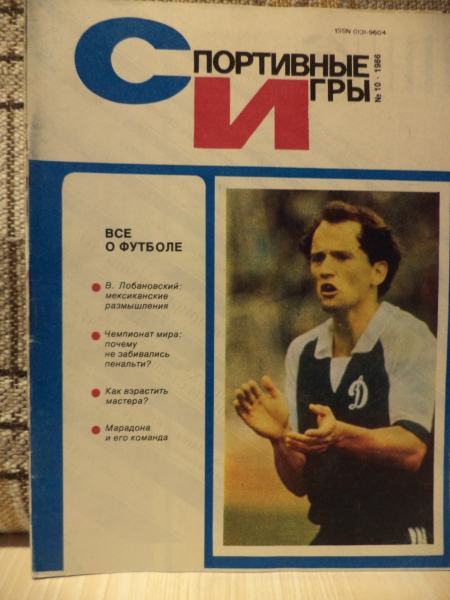 ISSN 0131-9604
СПОРТИВНЫЕ
ИГРЫ
№ 10 · 1986
ВСЕ
О ФУТБОЛЕ
В. Лобановский:
мексиканские
размышления
Чемпионат мира:
почему
не забивались
пенальти?
Как взрастить
мастера?
Марадона
и его команда
Д